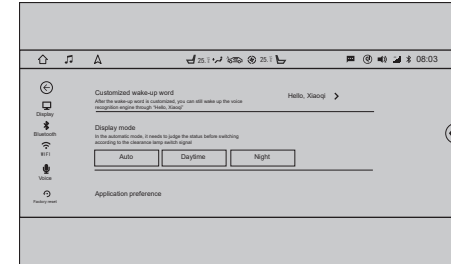 25.5
25.5
08:03
Customized wake-up word
After the wake-up word is customized, you can still wake up the voice
recognition engine through "Hello, Xiaoqi"
Hello, Xiaoqi
Display
Bluetooth
WIFI
Voice
Factory reset
Display mode
In the automatic mode, it needs to judge the status before switching
according to the clearance lamp switch signal
Auto
Daytime
Night
Application preference